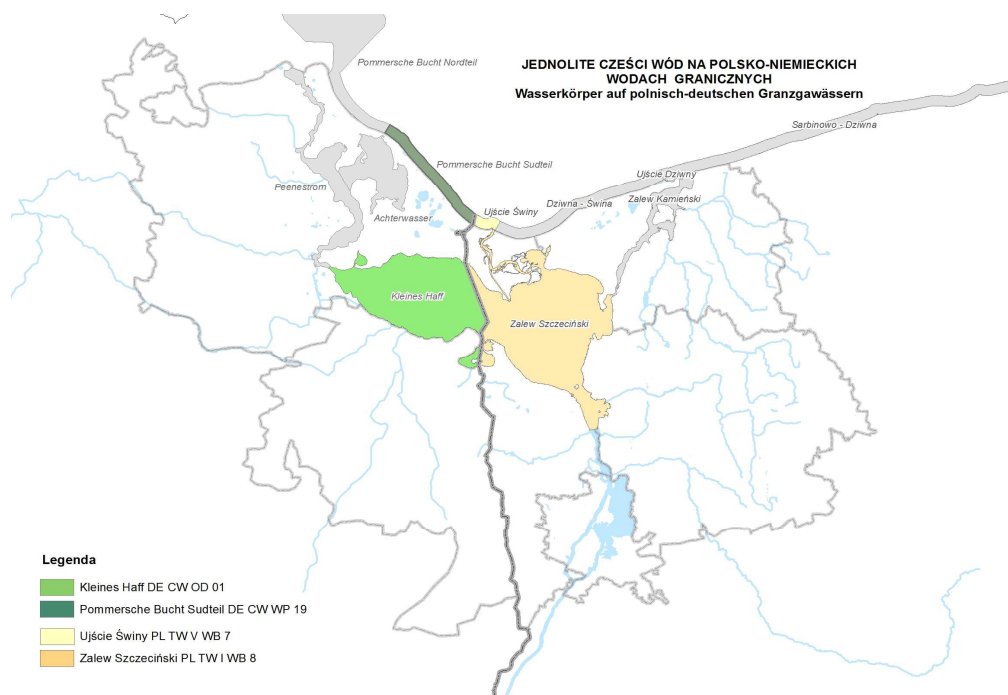 JEDNOLITE CZEŚCI WÓD NA POLSKO-NIEMIECKICH
WODACH GRANICZNYCH
Wasserkörper auf polnisch-deutschen Granzgawässern
Pommersche Bucht Nordteil
Sarbinowo - Dziwna
Pommersche Bucht Sudteil
Ujście Dziwny
Peenestrom
Zalew Kamieński
Dziwna - Świna
Ujście Świny
Achterwasser
Kleines Haff
Zalew Szczeciński
Legenda
Kleines Haff DE CW OD 01
Pommersche Bucht Sudteil DE CW WP 19
Ujście Świny PL TW V WB 7
Zalew Szczeciński PL TW I WB 8